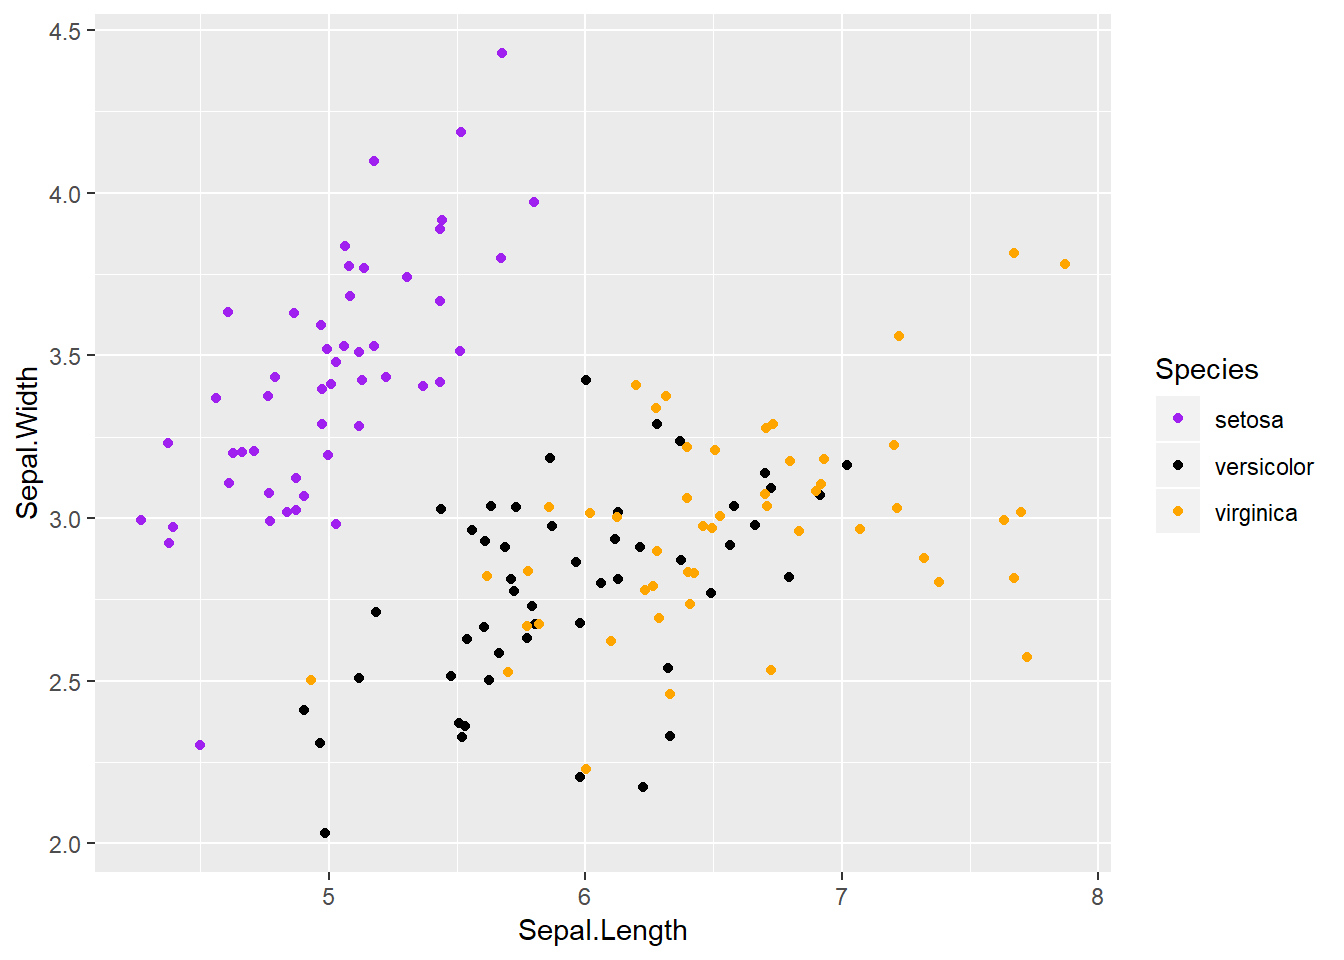 4.5
4.0
3.5
3.0
2.5
2.0
Sepal.Width
5 6 7 8
Sepal.Length
Species
setosa
versicolor
virginica